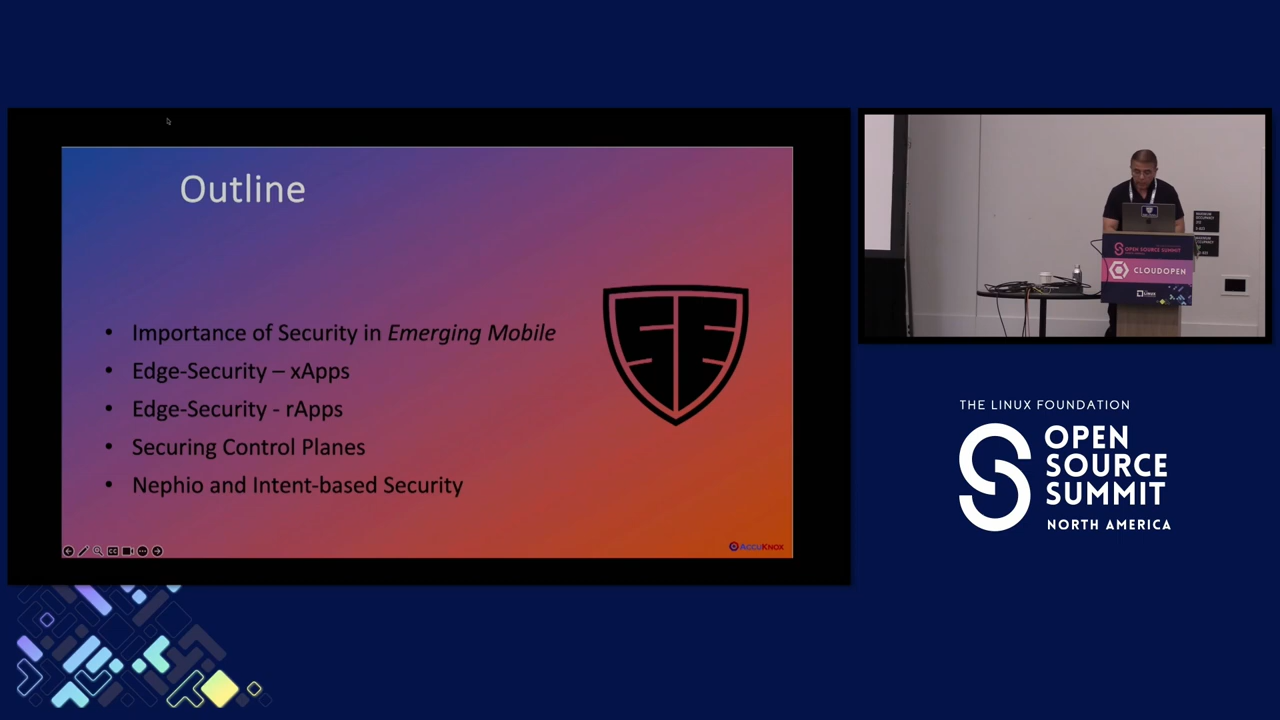 Outline
• Importance of Security in Emerging Mobile
• Edge-Security – xApps
• Edge-Security - rApps
• Securing Control Planes
• Nephio and Intent-based Security
SE
ACCUKNOX
OPEN SOURCE SUMMIT
CLOUDOPEN
THE LINUX FOUNDATION
OPEN
SOURCE
SUMMIT
NORTH AMERICA